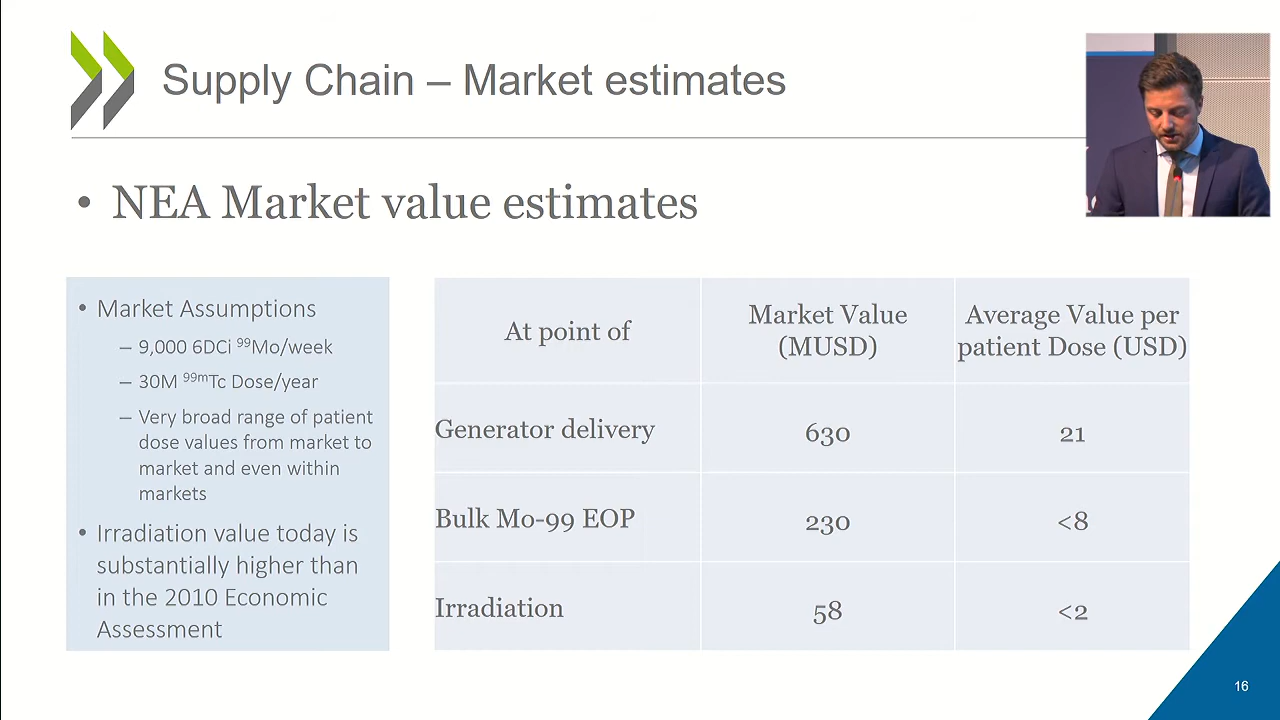 Supply Chain – Market estimates
• NEA Market value estimates
• Market Assumptions
– 9,000 6DCi ⁹⁹Mo/week
– 30M ⁹⁹ᵐTc Dose/year
– Very broad range of patient
dose values from market to
market and even within
markets
• Irradiation value today is
substantially higher than
in the 2010 Economic
Assessment
At point of
Market Value
(MUSD)
Average Value per
patient Dose (USD)
Generator delivery
630
21
Bulk Mo-99 EOP
230
<8
Irradiation
58
<2
16